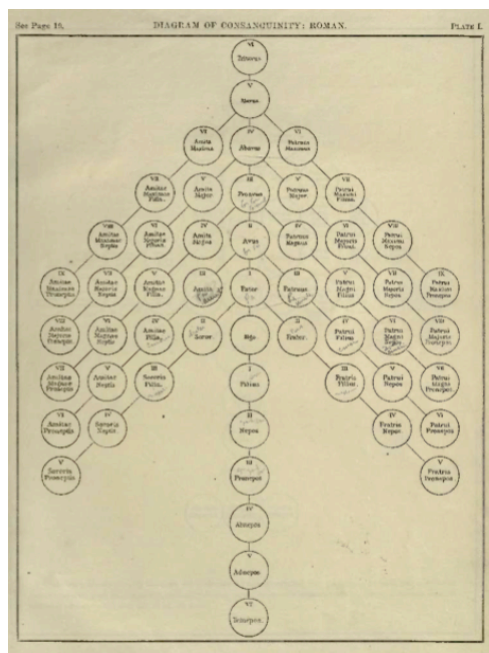 See Page 18.
DIAGRAM OF CONSANGUINITY: ROMAN.
PLATE I.
VI
Tritavus.
V
Atavus.
VI
Amita
Maxima.
IV
Abavus.
VI
Patruus
Maximus.
VII
Amitae
Maximae
Filia.
V
Amita
Major.
III
Proavus.
V
Patruus
Major.
VII
Patrui
Maximi
Filius.
VIII
Amitae
Maximae
Neptis.
VI
Amitae
Majoris
Filia.
IV
Amita
Magna.
II
Avus.
IV
Patruus
Magnus.
VI
Patrui
Majoris
Filius.
VIII
Patrui
Maximi
Nepos.
IX
Amitae
Maximae
Proneptis.
VII
Amitae
Majoris
Neptis.
V
Amitae
Magnae
Filia.
III
Amita.
I
Pater.
III
Patruus.
V
Patrui
Magni
Filius.
VII
Patrui
Majoris
Nepos.
IX
Patrui
Maximi
Pronepos.
VIII
Amitae
Majoris
Proneptis.
VI
Amitae
Magnae
Neptis.
IV
Amitae
Filia.
II
Soror.
Ego.
II
Frater.
IV
Patrui
Filius.
VI
Patrui
Magni
Nepos.
VIII
Patrui
Majoris
Pronepos.
VII
Amitae
Magnae
Proneptis.
V
Amitae
Neptis.
III
Sororis
Filia.
I
Filius.
III
Fratris
Filius.
V
Patrui
Nepos.
VII
Patrui
Magni
Pronepos.
VI
Amitae
Proneptis.
IV
Sororis
Neptis.
II
Nepos.
IV
Fratris
Nepos.
VI
Patrui
Pronepos.
V
Sororis
Proneptis.
III
Pronepos.
V
Fratris
Pronepos.
IV
Abnepos.
V
Adnepos.
VI
Trinepos.